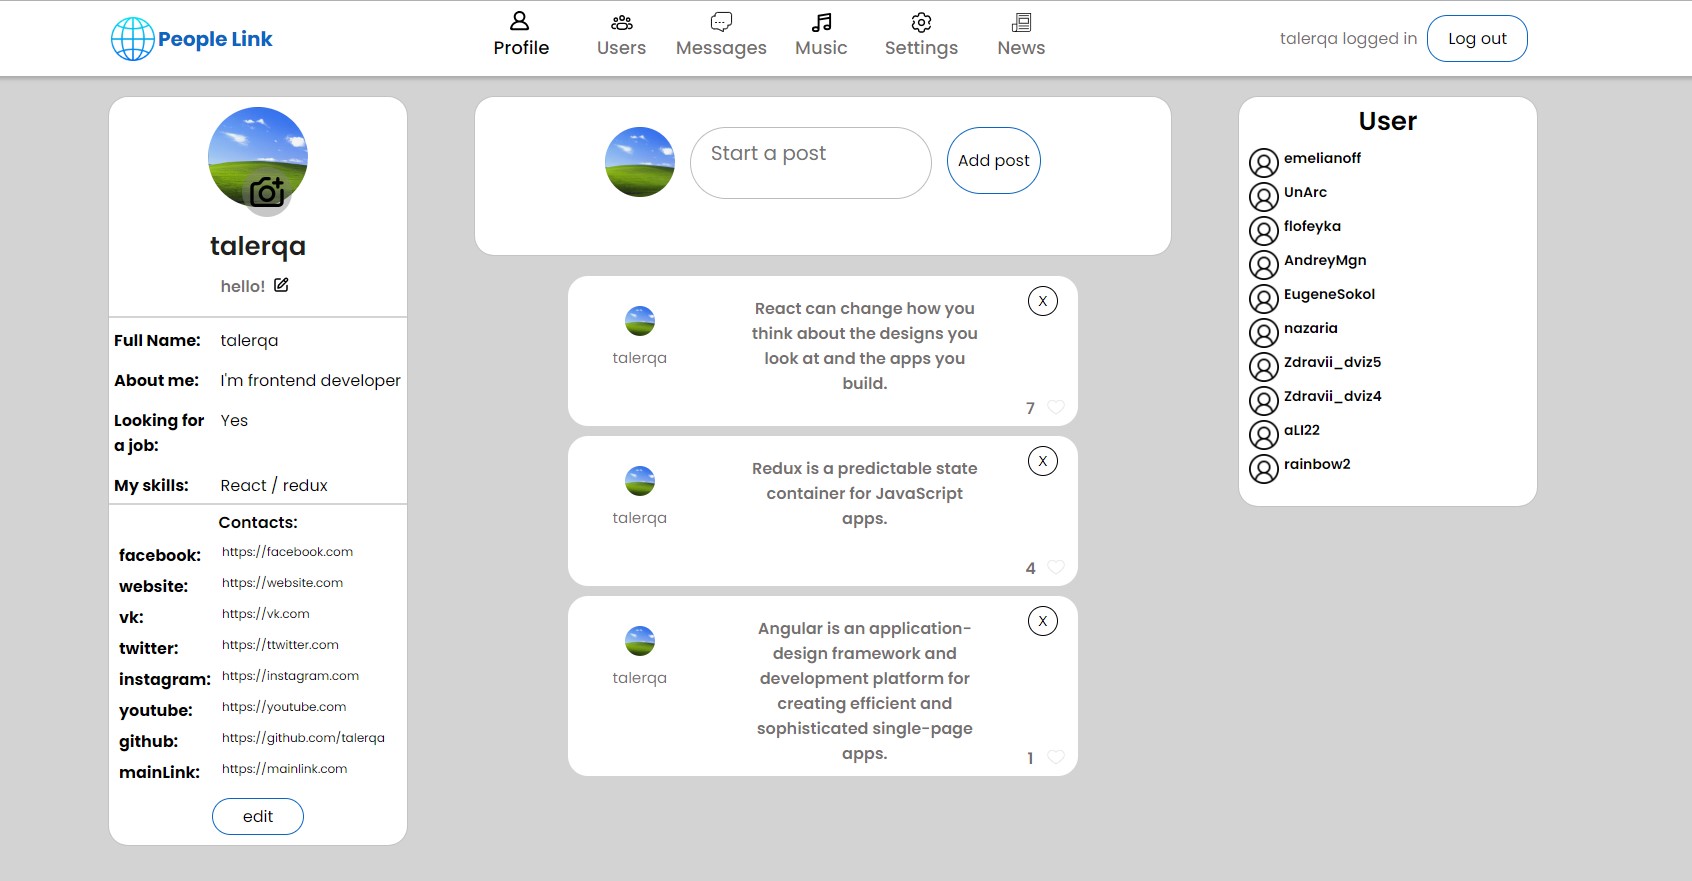 People Link
Profile
Users
Messages
Music
Settings
News
talerqa logged in
Log out
talerqa
hello!
Full Name: talerqa
About me: I'm frontend developer
Looking for Yes
a job:
My skills: React / redux
Contacts:
facebook: https://facebook.com
website: https://website.com
vk: https://vk.com
twitter: https://ttwitter.com
instagram: https://instagram.com
youtube: https://youtube.com
github: https://github.com/talerqa
mainLink: https://mainlink.com
edit
Start a post
Add post
talerqa
React can change how you
think about the designs you
look at and the apps you
build.
X
7
talerqa
Redux is a predictable state
container for JavaScript
apps.
X
4
talerqa
Angular is an application-
design framework and
development platform for
creating efficient and
sophisticated single-page
apps.
X
1
User
emelianoff
UnArc
flofeyka
AndreyMgn
EugeneSokol
nazaria
Zdravii_dviz5
Zdravii_dviz4
aLI22
rainbow2